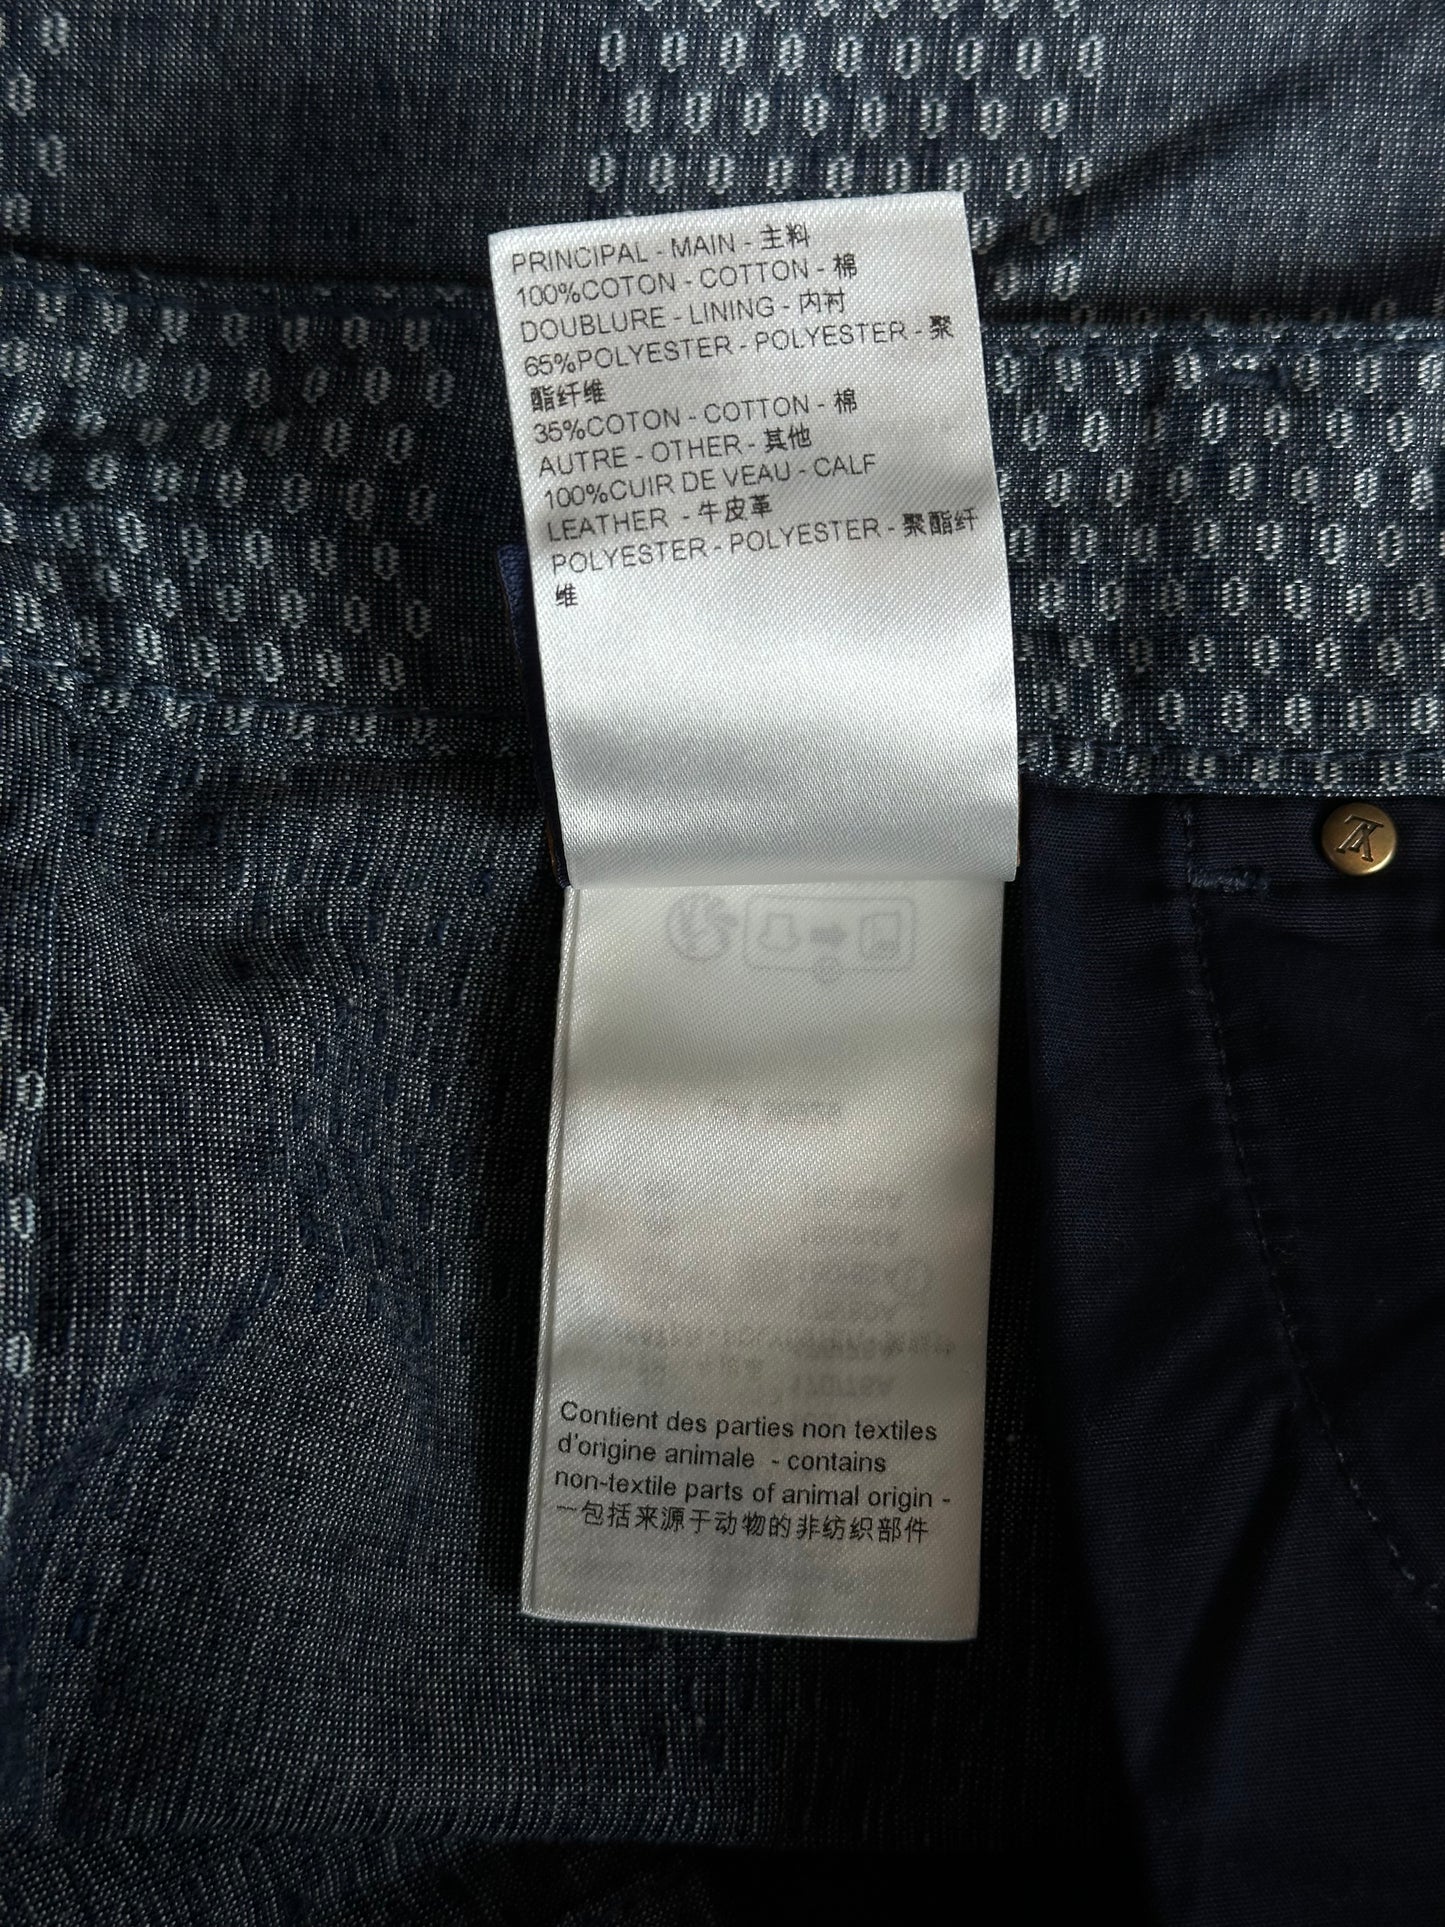 PRINCIPAL - MAIN - 主料
100%COTON - COTTON - 棉
DOUBLURE - LINING - 内衬
65%POLYESTER - POLYESTER - 聚
酯纤维
35%COTON - COTTON - 棉
AUTRE - OTHER - 其他
100%CUIR DE VEAU - CALF
LEATHER - 牛皮革
POLYESTER - POLYESTER - 聚酯纤
维
Contient des parties non textiles
d'origine animale - contains
non-textile parts of animal origin -
一包括来源于动物的非纺织部件